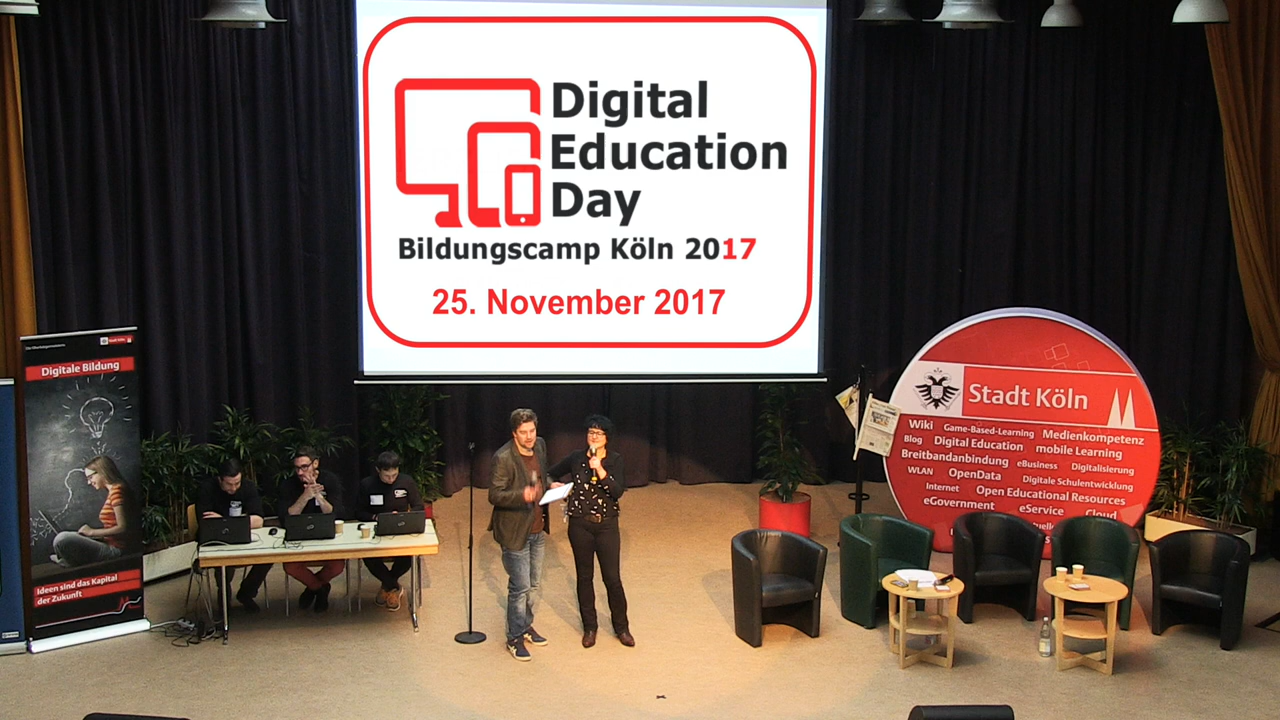 Digital
Education
Day
Bildungscamp Köln 2017
25. November 2017
Stadt Köln
Digitale Bildung
Ideen sind das Kapital
der Zukunft
Stadt Köln
Wiki Game-Based-Learning Medienkompetenz
Blog Digital Education mobile Learning
Breitbandanbindung eBusiness Digitalisierung
WLAN OpenData Digitale Schulentwicklung
Internet Open Educational Resources
eGovernment eService Cloud